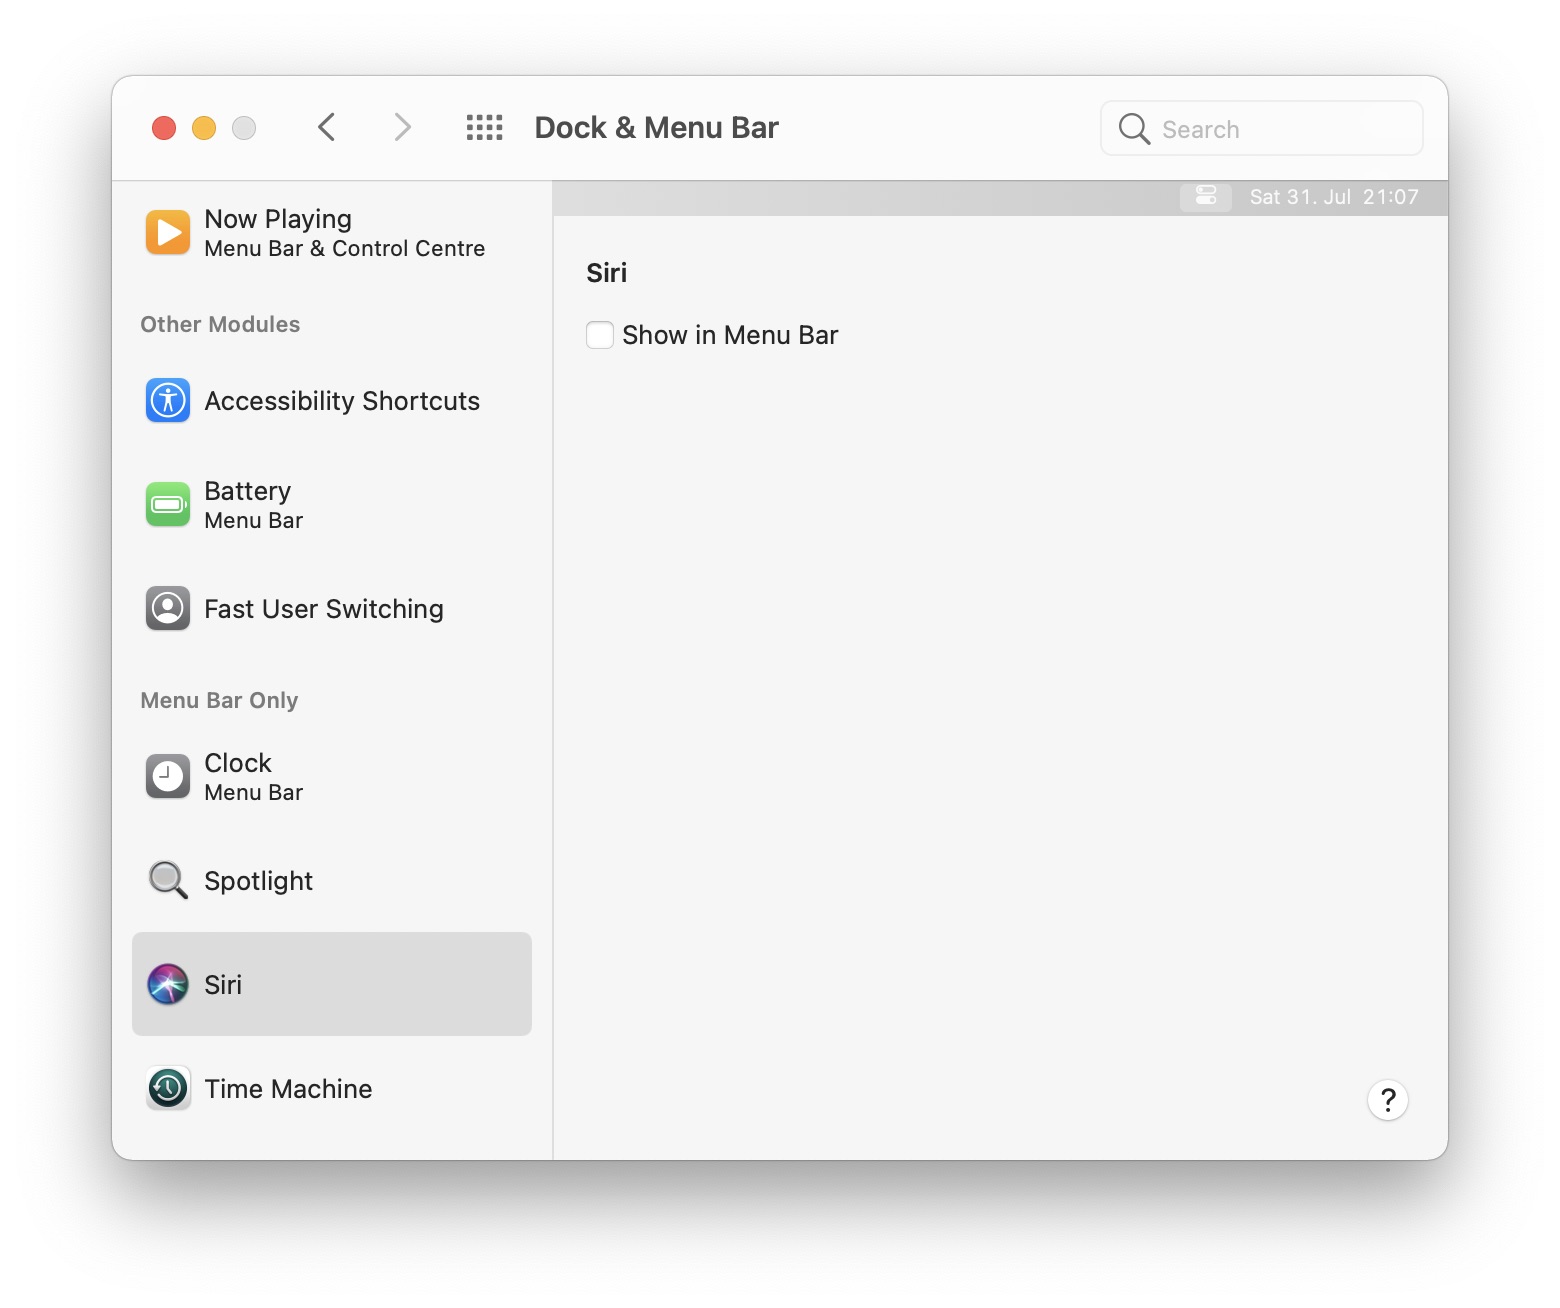 Dock & Menu Bar
Search
Now Playing
Menu Bar & Control Centre
Other Modules
Accessibility Shortcuts
Battery
Menu Bar
Fast User Switching
Menu Bar Only
Clock
Menu Bar
Spotlight
Siri
Time Machine
Sat 31. Jul 21:07
Siri
Show in Menu Bar
?